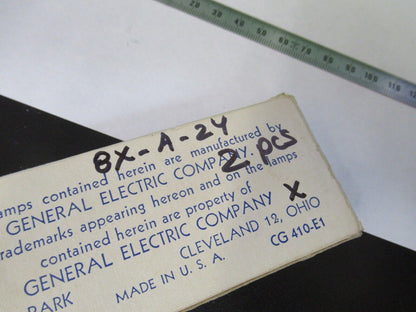 8X-A-24
2 pcs
amps contained herein are manufactured by
GENERAL ELECTRIC COMPANY.
trademarks appearing hereon and on the lamps
contained herein are property of
X
GENERAL ELECTRIC COMPANY
CLEVELAND 12, OHIO
PARK
MADE IN U.S.A.
CG 410-E1